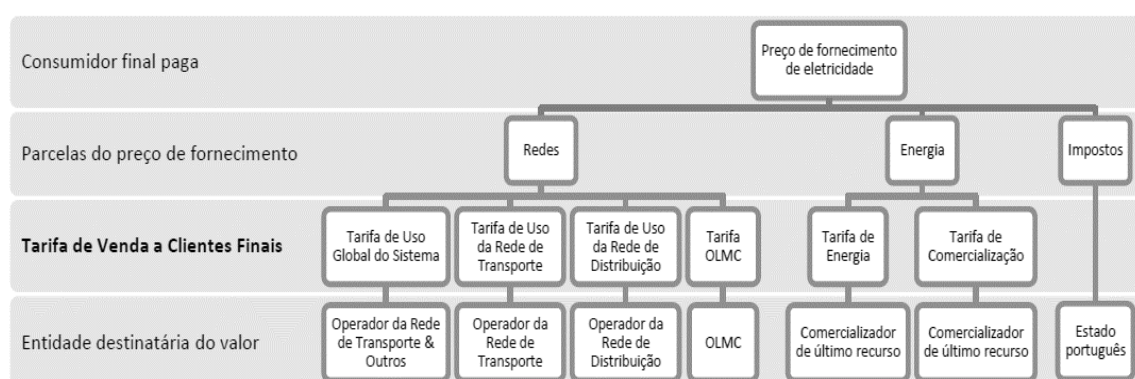 Consumidor final paga
Preço de fornecimento
de eletricidade
Parcelas do preço de fornecimento
Redes
Energia
Impostos
Tarifa de Venda a Clientes Finais
Tarifa de Uso
Global do Sistema
Tarifa de Uso
da Rede de
Transporte
Tarifa de Uso
da Rede de
Distribuição
Tarifa
OLMC
Tarifa de
Energia
Tarifa de
Comercialização
Entidade destinatária do valor
Operador da Rede
de Transporte &
Outros
Operador da
Rede de
Transporte
Operador da
Rede de
Distribuição
OLMC
Comercializador
de último recurso
Comercializador
de último recurso
Estado
português